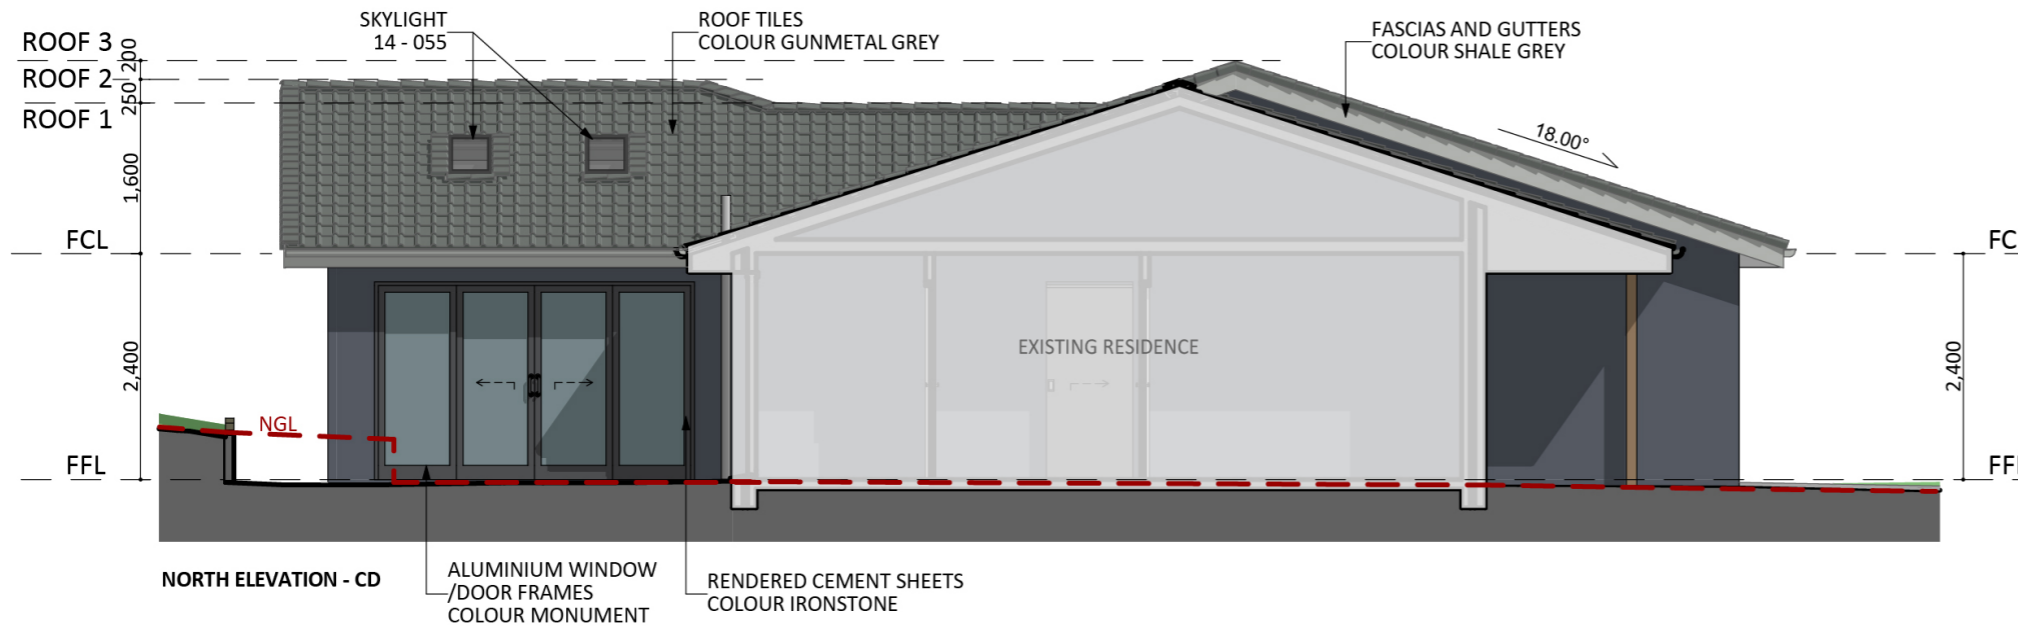 SKYLIGHT
14 - 055
ROOF TILES
COLOUR GUNMETAL GREY
FASCIAS AND GUTTERS
COLOUR SHALE GREY
ROOF 3
200
ROOF 2
250
ROOF 1
18.00°
1,600
FCL
FC
2,400
EXISTING RESIDENCE
2,400
NGL
FFL
FFL
NORTH ELEVATION - CD
ALUMINIUM WINDOW
/DOOR FRAMES
COLOUR MONUMENT
RENDERED CEMENT SHEETS
COLOUR IRONSTONE